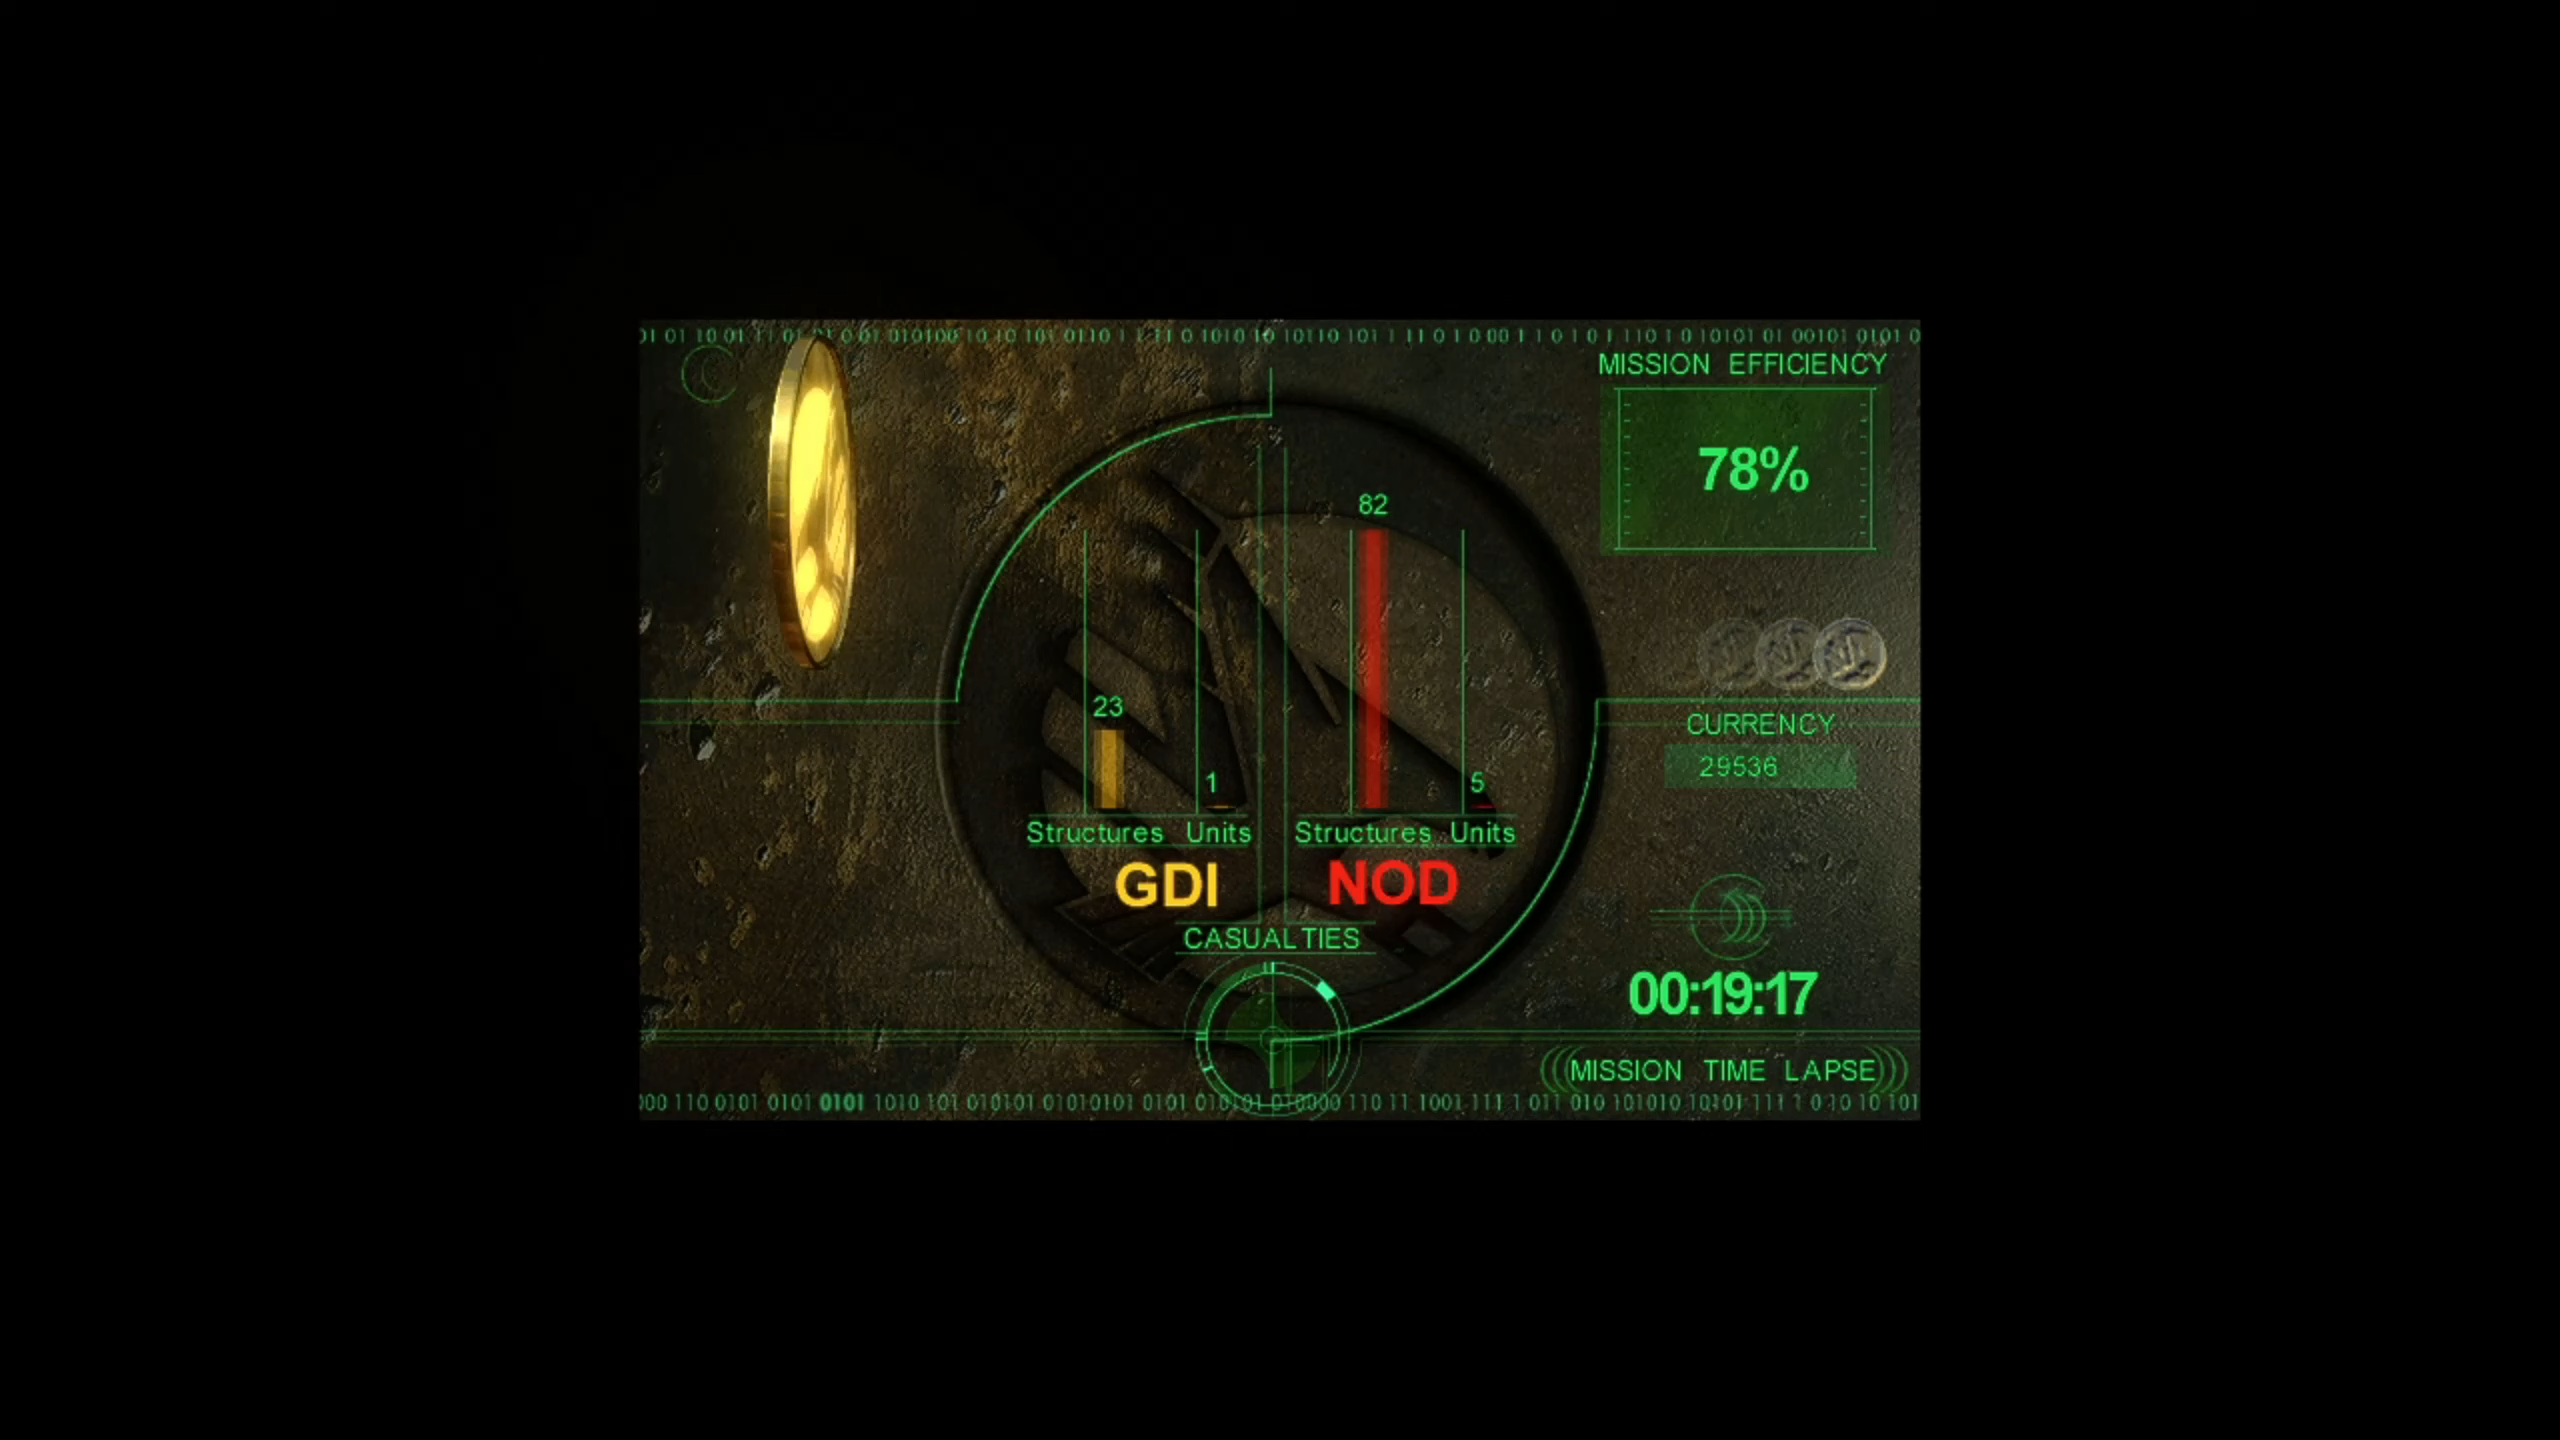 MISSION EFFICIENCY
78%
82
23
1
5
CURRENCY
29536
Structures Units
Structures Units
GDI
NOD
CASUALTIES
00:19:17
MISSION TIME LAPSE